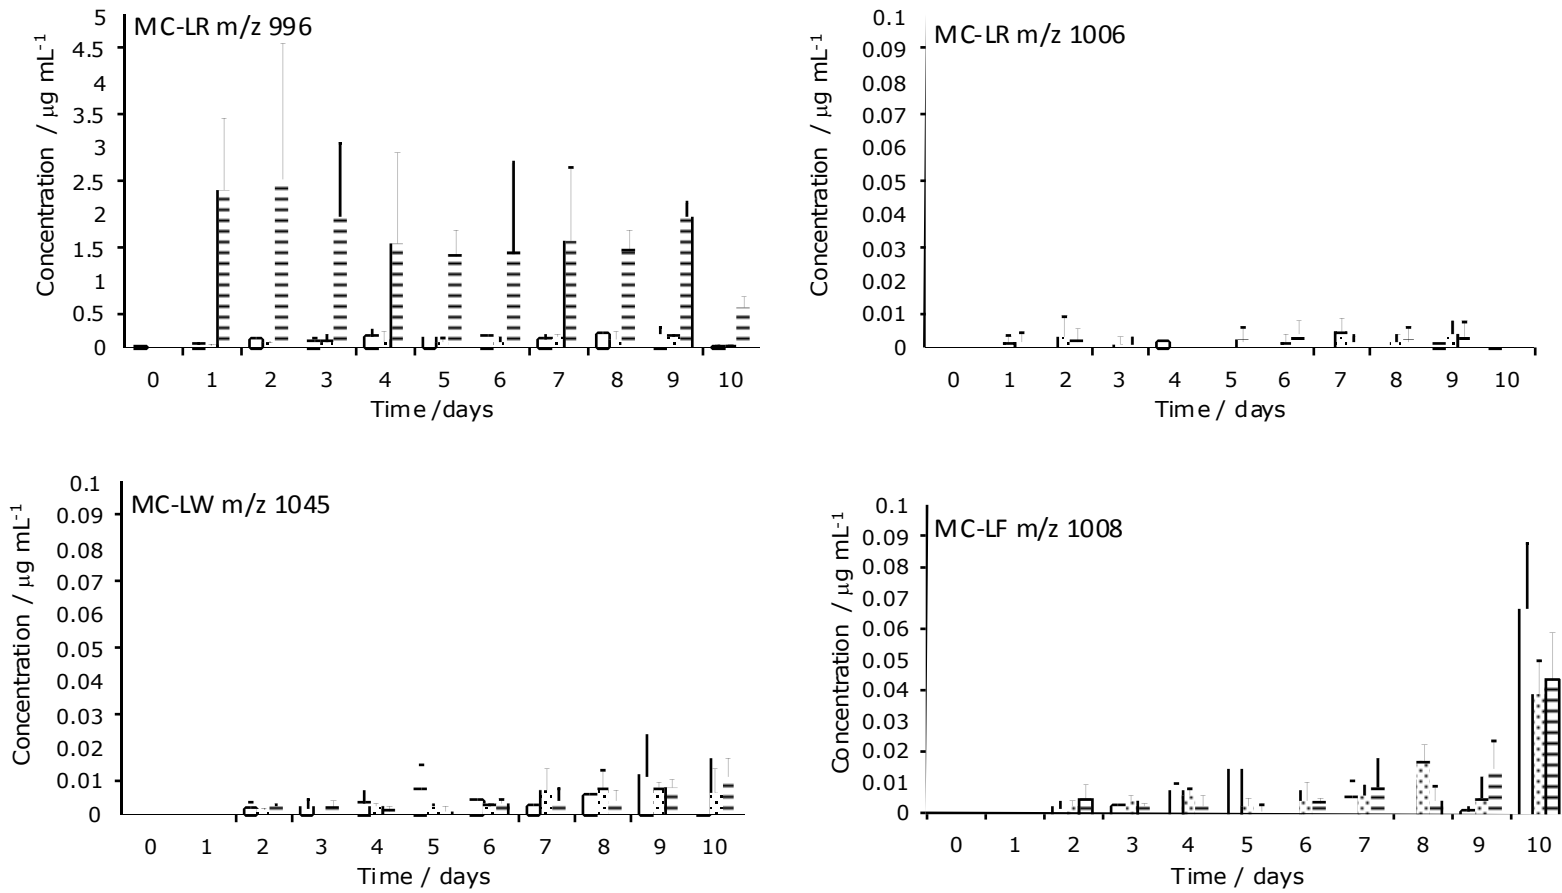 MC-LR m/z 996
Concentration / µg mL-1
5
4.5
4
3.5
3
2.5
2
1.5
1
0.5
0
0 1 2 3 4 5 6 7 8 9 10
Time /days
MC-LR m/z 1006
Concentration / µg mL-1
0.1
0.09
0.08
0.07
0.06
0.05
0.04
0.03
0.02
0.01
0
0 1 2 3 4 5 6 7 8 9 10
Time / days
MC-LW m/z 1045
Concentration / µg mL-1
0.1
0.09
0.08
0.07
0.06
0.05
0.04
0.03
0.02
0.01
0
0 1 2 3 4 5 6 7 8 9 10
Time / days
MC-LF m/z 1008
Concentration / µg mL-1
0.1
0.09
0.08
0.07
0.06
0.05
0.04
0.03
0.02
0.01
0
0 1 2 3 4 5 6 7 8 9 10
Time / days